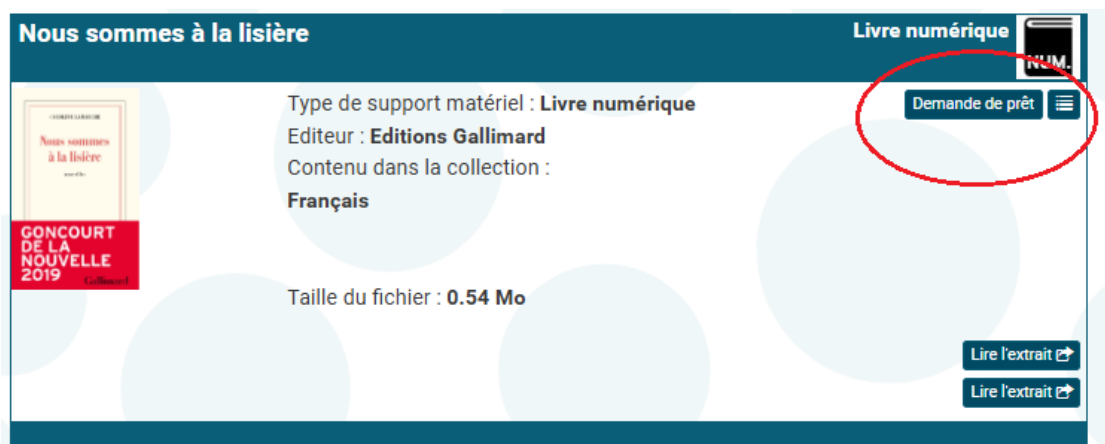 Nous sommes à la lisière
Livre numérique
NUM.
Type de support matériel : Livre numérique
Demande de prêt
Editeur : Editions Gallimard
Contenu dans la collection :
Français
Nous sommes
à la lisière
GONCOURT
DE LA
NOUVELLE
2019 Gallimard
Taille du fichier : 0.54 Mo
Lire l'extrait
Lire l'extrait